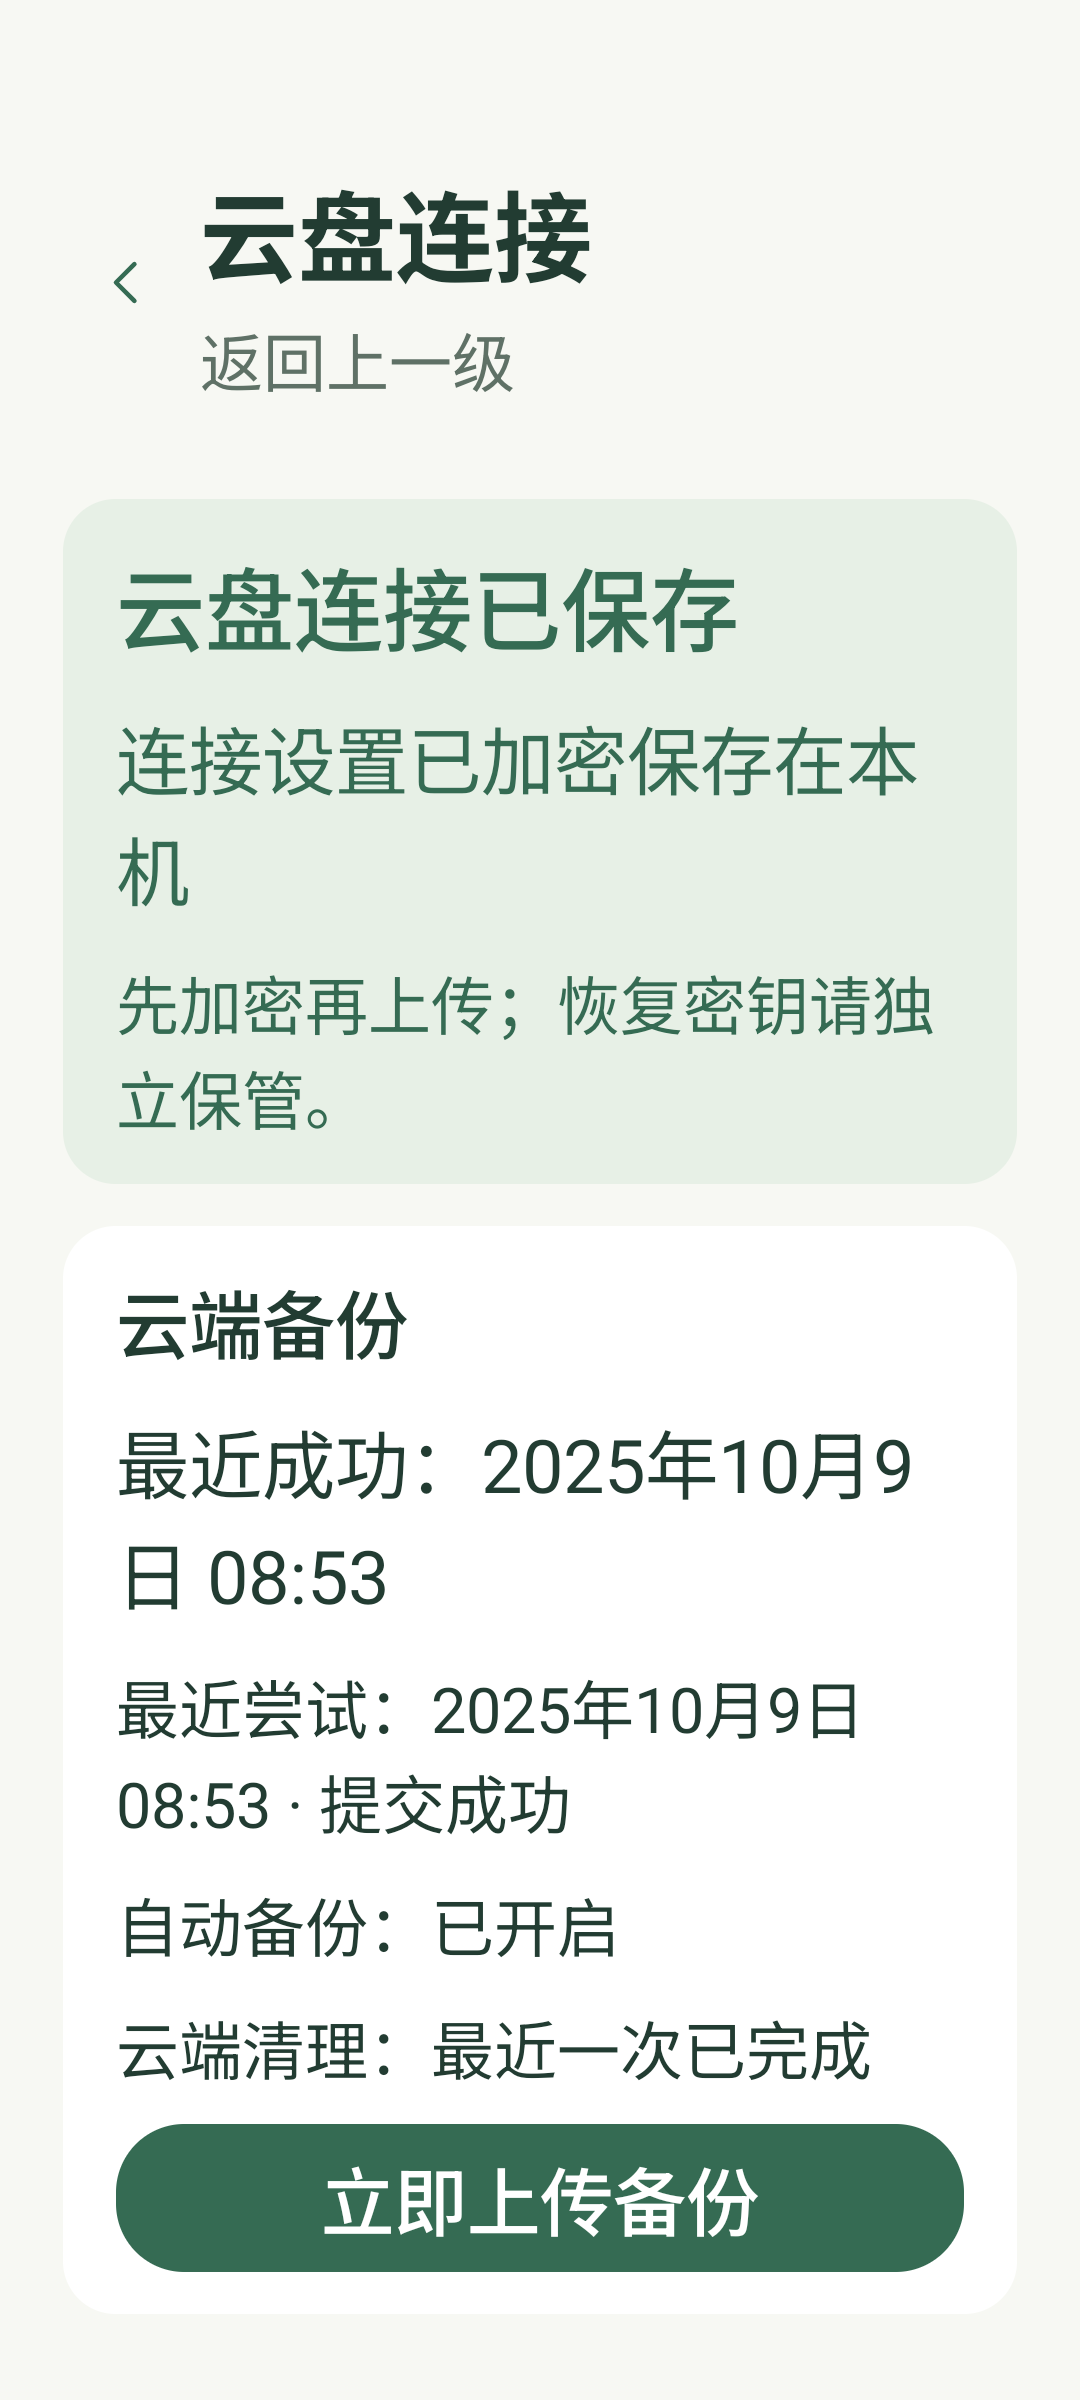 云盘连接
返回上一级
云盘连接已保存
连接设置已加密保存在本
机
先加密再上传；恢复密钥请独
立保管。
云端备份
最近成功：2025年10月9
日 08:53
最近尝试：2025年10月9日
08:53 · 提交成功
自动备份：已开启
云端清理：最近一次已完成
立即上传备份